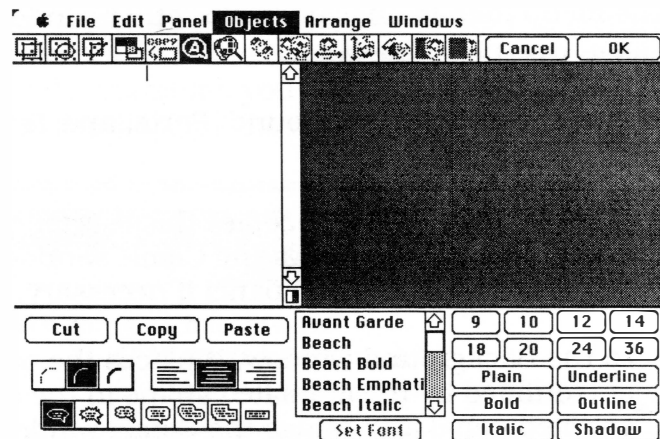 File Edit Panel Objects Arrange Windows
COPY A Cancel OK
Cut Copy Paste
Avant Garde
Beach
Beach Bold
Beach Emphati
Beach Italic
Set Font
9 10 12 14
18 20 24 36
Plain Underline
Bold Outline
Italic Shadow